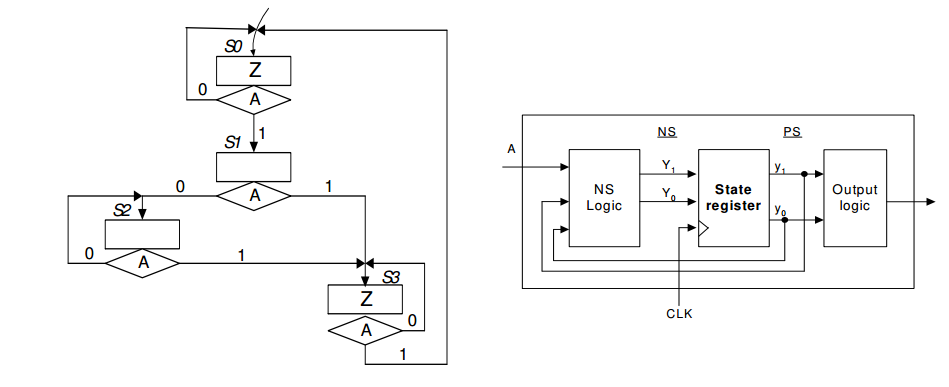 S0
Z
0
A
1
S1
0
A
1
S2
0
A
1
S3
Z
A
0
1
NS
PS
A
NS
Logic
Y1
Y0
State
register
y1
y0
Output
logic
CLK